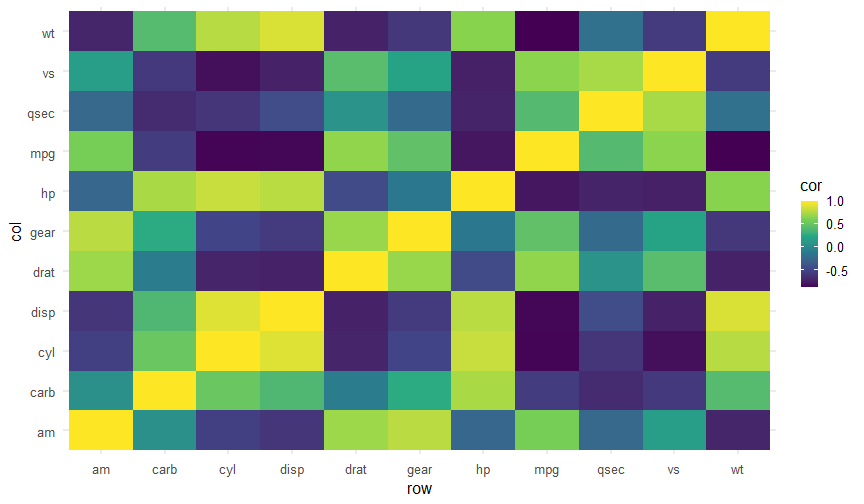 wt
vs
qsec
mpg
hp
gear
drat
disp
cyl
carb
am
col
am carb cyl disp drat gear hp mpg qsec vs wt
row
cor
1.0
0.5
0.0
-0.5